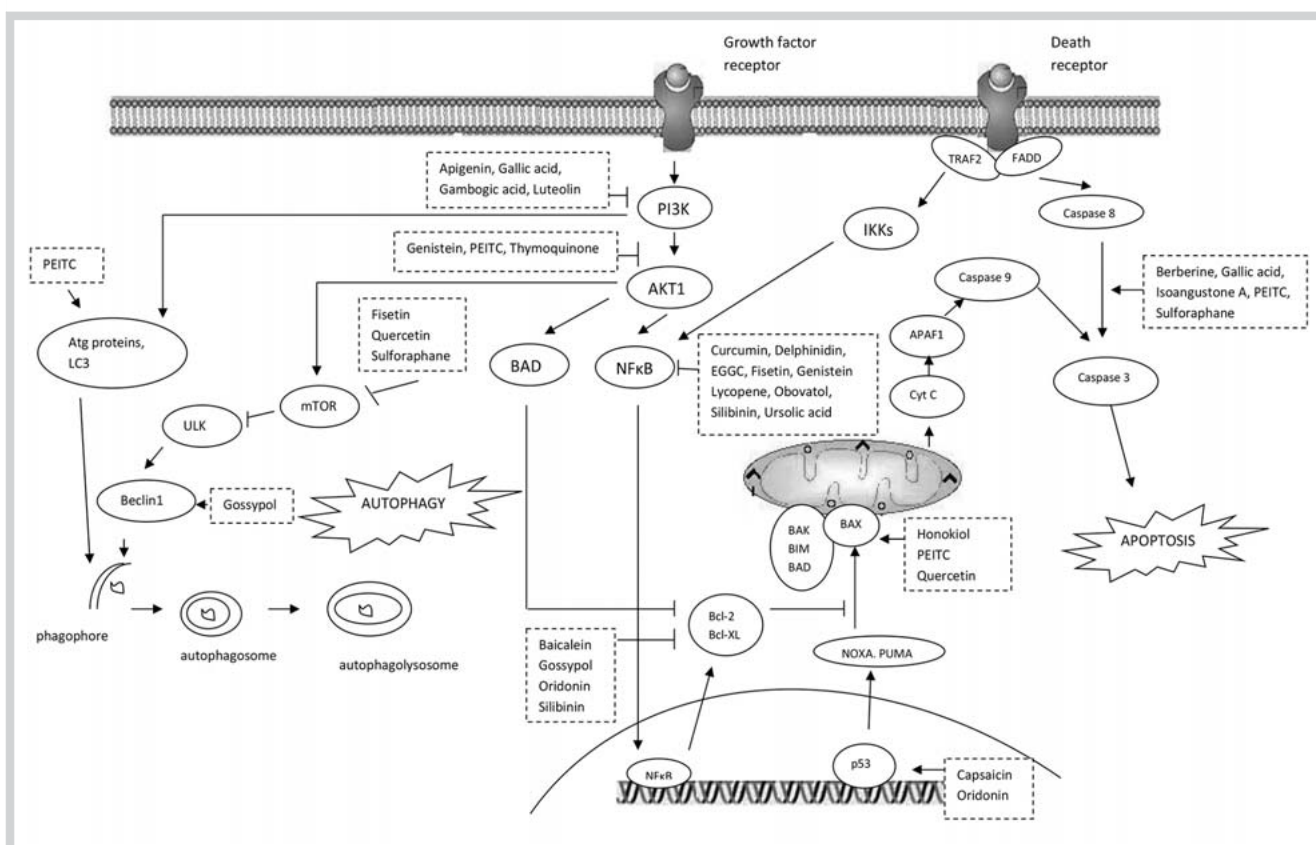 Growth factor
receptor
Death
receptor
TRAF2
FADD
Apigenin, Gallic acid,
Gambogic acid, Luteolin
PI3K
IKKs
Caspase 8
Genistein, PEITC, Thymoquinone
PEITC
AKT1
Caspase 9
Berberine, Gallic acid,
Isoangustone A, PEITC,
Sulforaphane
Fisetin
Quercetin
Sulforaphane
Atg proteins,
LC3
APAF1
BAD
NFκB
Curcumin, Delphinidin,
EGGC, Fisetin, Genistein
Lycopene, Obovatol,
Silibinin, Ursolic acid
Caspase 3
Cyt C
mTOR
ULK
Beclin1
Gossypol
AUTOPHAGY
BAK
BIM
BAD
BAX
Honokiol
PEITC
Quercetin
APOPTOSIS
Bcl-2
Bcl-XL
phagophore
autophagosome
autophagolysosome
Baicalein
Gossypol
Oridonin
Silibinin
NOXA. PUMA
NFκB
p53
Capsaicin
Oridonin